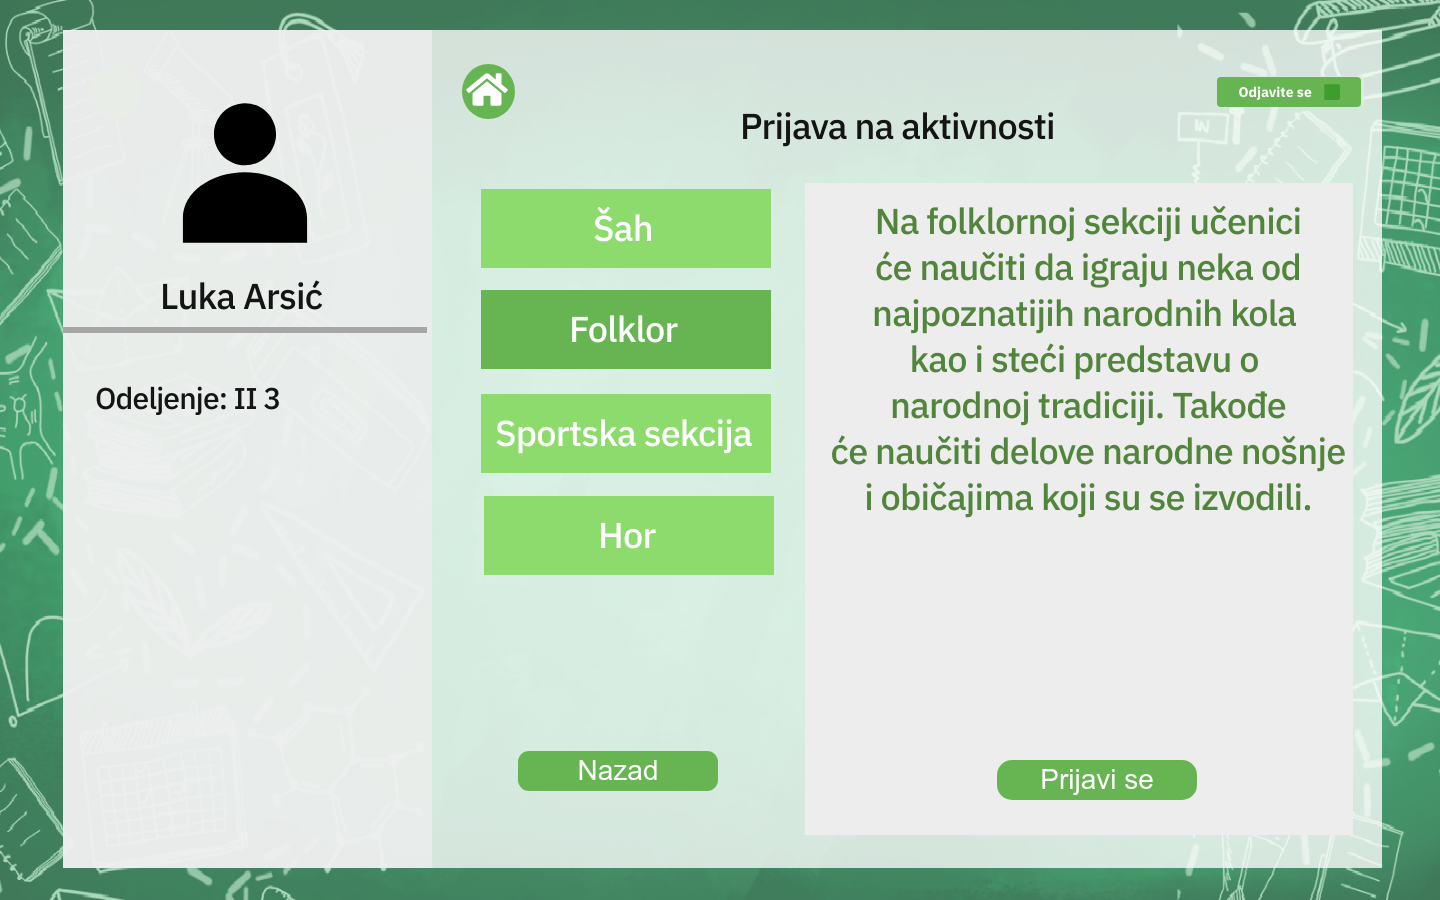 Odjavite se
Prijava na aktivnosti
Luka Arsić
Odeljenje: II 3
Šah
Folklor
Sportska sekcija
Hor
Nazad
Na folklornoj sekciji učenici
će naučiti da igraju neka od
najpoznatijih narodnih kola
kao i steći predstavu o
narodnoj tradiciji. Takođe
će naučiti delove narodne nošnje
i običajima koji su se izvodili.
Prijavi se